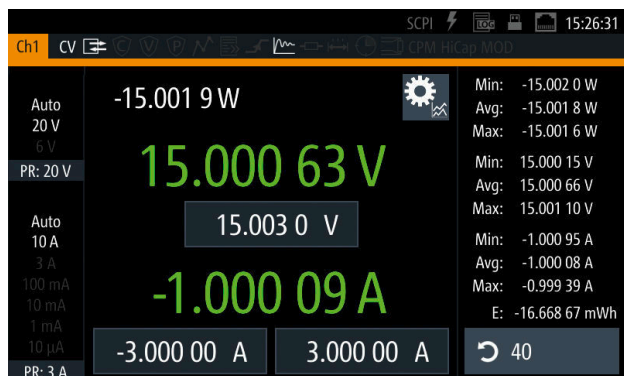 SCPI LOG 15:26:31
Ch1 CV C V P CPM HiCap MOD
Auto
20 V
6 V
PR: 20 V
Auto
10 A
3 A
100 mA
10 mA
1 mA
10 µA
PR: 3 A
-15.001 9 W
15.000 63 V
15.003 0 V
-1.000 09 A
-3.000 00 A 3.000 00 A
Min: -15.002 0 W
Avg: -15.001 8 W
Max: -15.001 6 W
Min: 15.000 15 V
Avg: 15.000 66 V
Max: 15.001 10 V
Min: -1.000 95 A
Avg: -1.000 08 A
Max: -0.999 39 A
E: -16.668 67 mWh
40